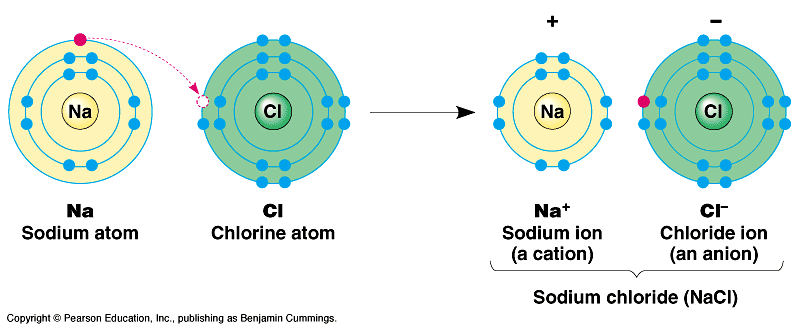 +
−
Na
Cl
Na
Cl
Na
Sodium atom
Cl
Chlorine atom
Na⁺
Sodium ion
(a cation)
Cl⁻
Chloride ion
(an anion)
Sodium chloride (NaCl)
Copyright © Pearson Education, Inc., publishing as Benjamin Cummings.